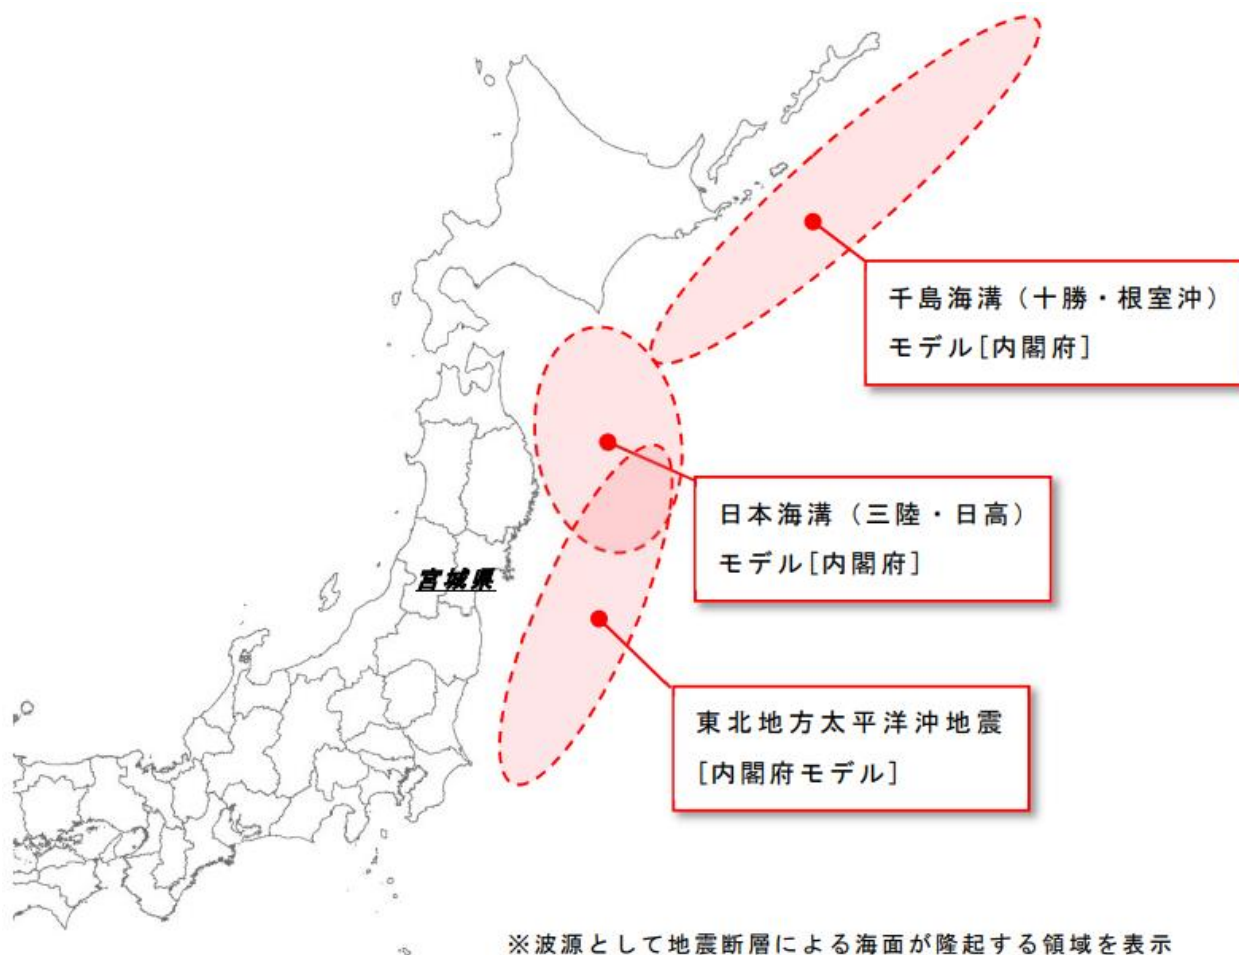 千島海溝（十勝・根室沖）
モデル[内閣府]
日本海溝（三陸・日高）
モデル[内閣府]
宮城県
東北地方太平洋沖地震
[内閣府モデル]
※波源として地震断層による海面が隆起する領域を表示